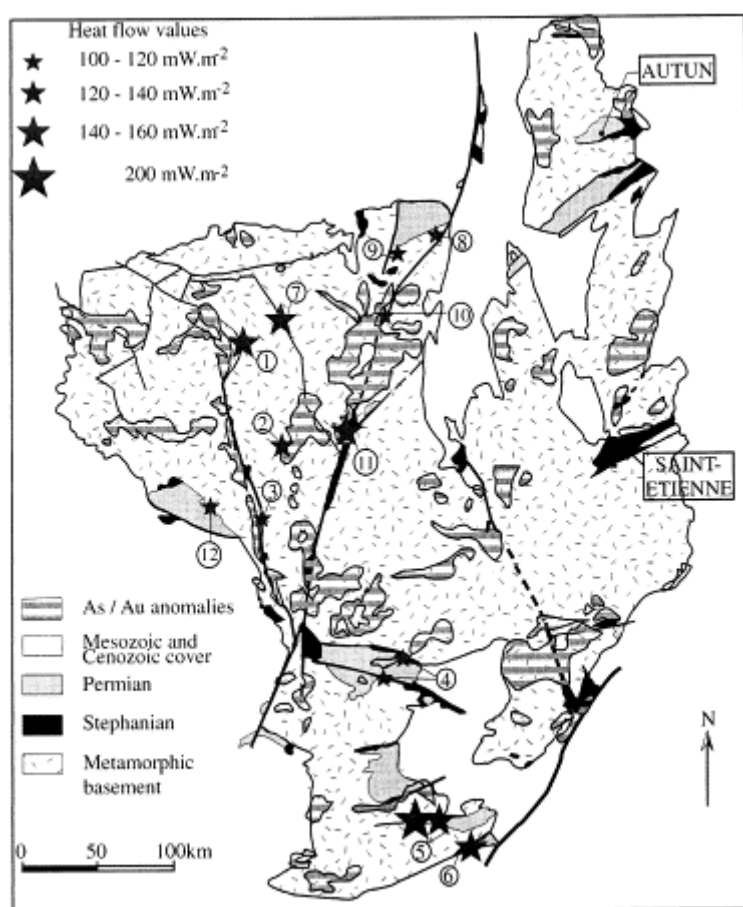 Heat flow values
100 - 120 mW.m-2
120 - 140 mW.m-2
140 - 160 mW.m-2
200 mW.m-2
AUTUN
9
8
7
10
1
2
11
SAINT-
ETIENNE
3
12
As / Au anomalies
Mesozoic and
Cenozoic cover
Permian
4
Stephanian
N
Metamorphic
basement
5
6
0 50 100km